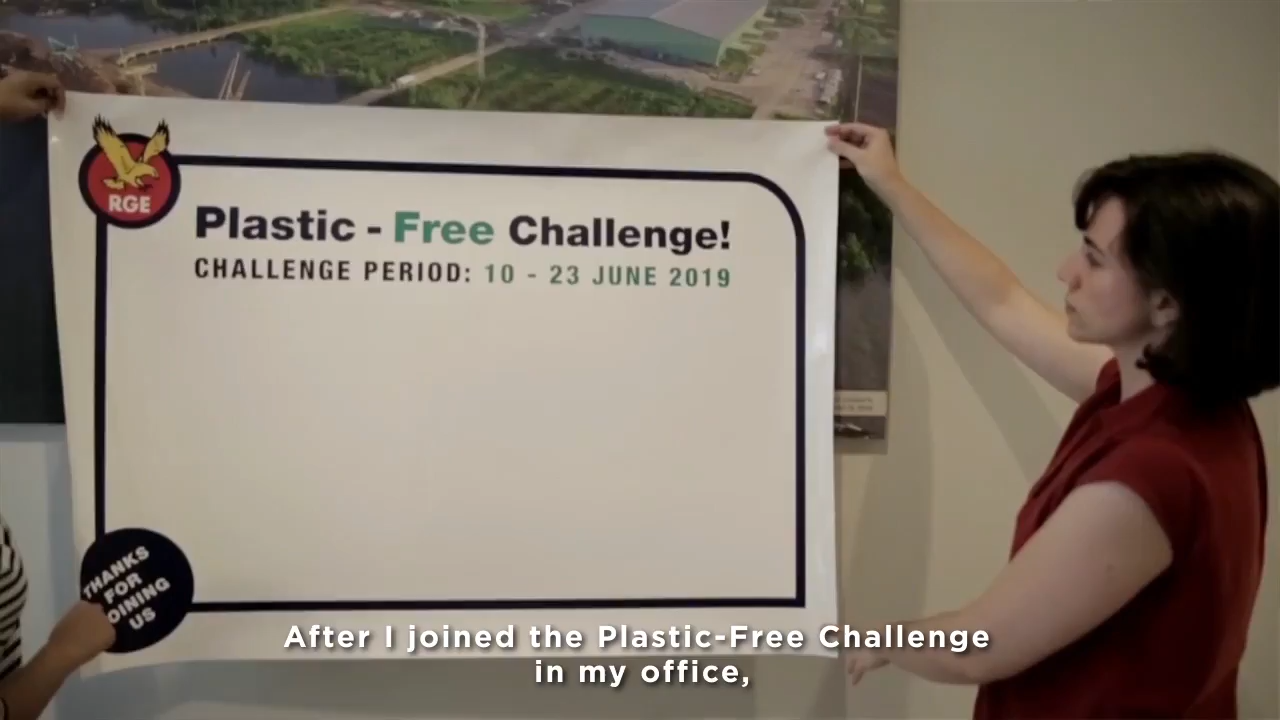 RGE
Plastic - Free Challenge!
CHALLENGE PERIOD: 10 - 23 JUNE 2019
THANKS
FOR
OINING
US
After I joined the Plastic-Free Challenge
in my office,